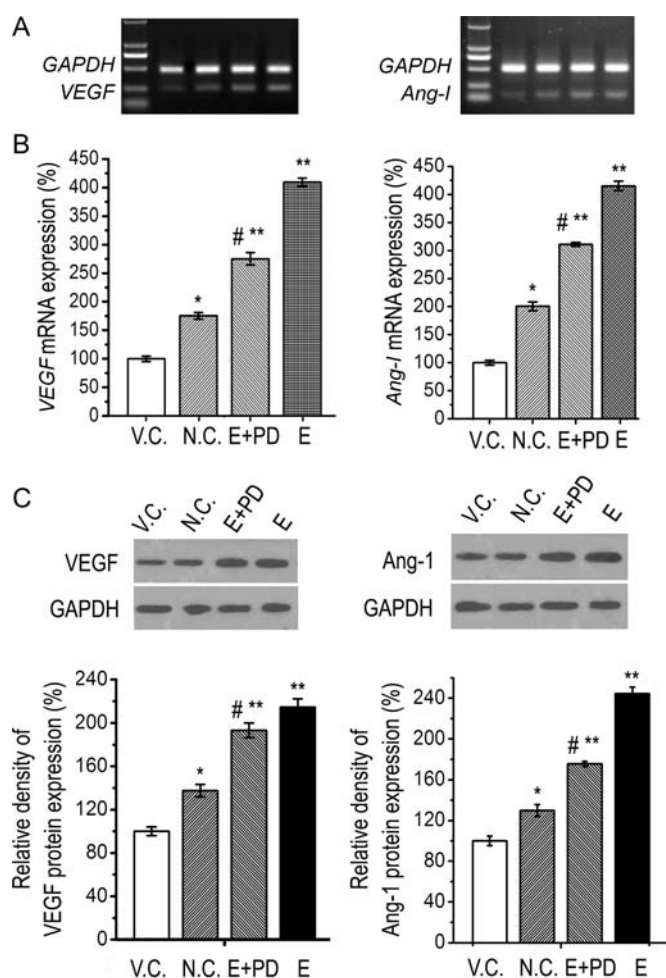 A
GAPDH
VEGF
GAPDH
Ang-I
B
VEGF mRNA expression (%)
450
400
350
300
250
200
150
100
50
0
*
# **
**
V.C. N.C. E+PD E
Ang-I mRNA expression (%)
450
400
350
300
250
200
150
100
50
0
*
# **
**
V.C. N.C. E+PD E
C
V.C. N.C. E+PD E
VEGF
GAPDH
V.C. N.C. E+PD E
Ang-1
GAPDH
Relative density of
VEGF protein expression (%)
240
200
160
120
80
40
0
*
# **
**
V.C. N.C. E+PD E
Relative density of
Ang-1 protein expression (%)
240
200
160
120
80
40
0
*
# **
**
V.C. N.C. E+PD E